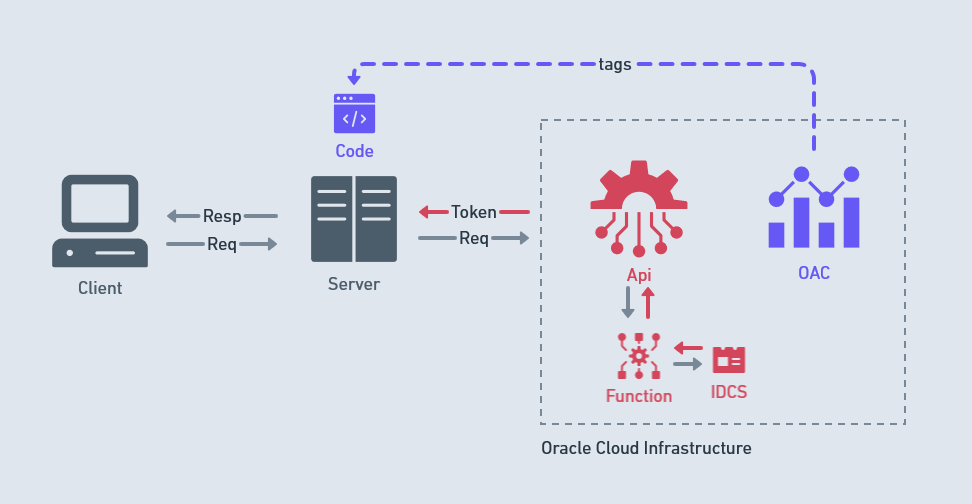 tags
</>
Code
Resp
Req
Token
Req
Client
Server
Api
OAC
Function
IDCS
Oracle Cloud Infrastructure